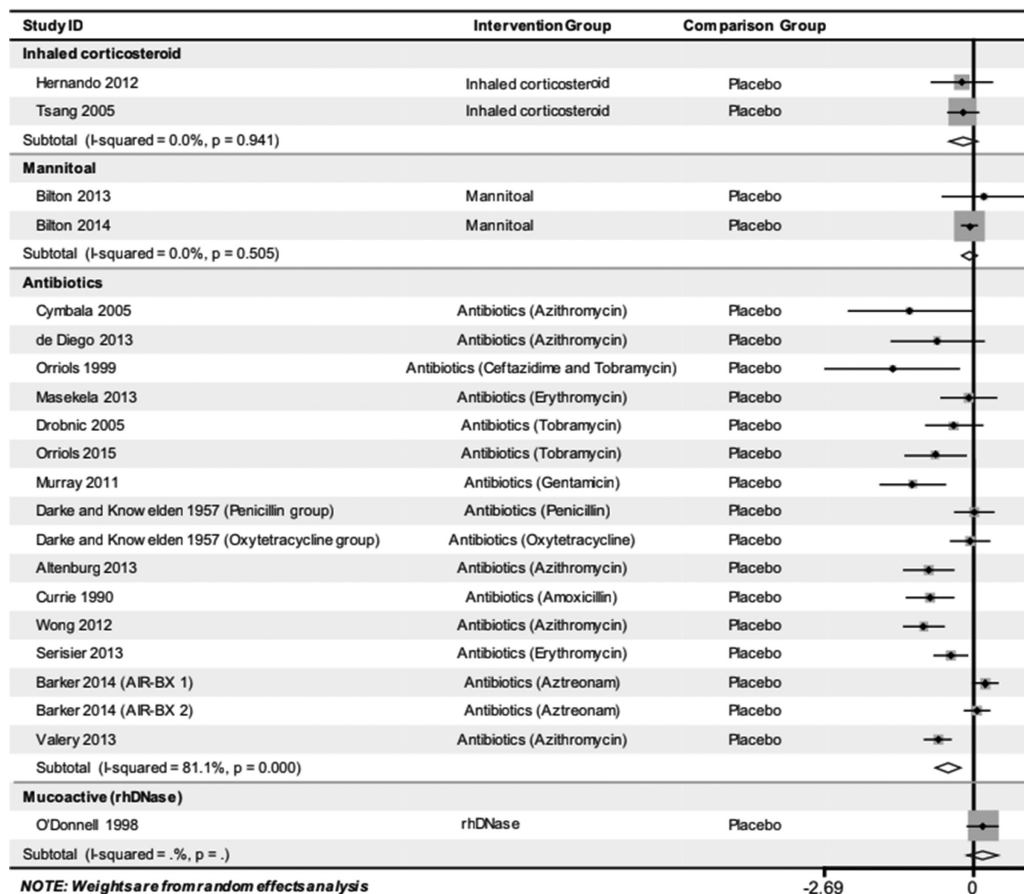 Study ID Intervention Group Comparison Group
Inhaled corticosteroid
Hernando 2012 Inhaled corticosteroid Placebo
Tsang 2005 Inhaled corticosteroid Placebo
Subtotal (I-squared = 0.0%, p = 0.941)
Mannitoal
Bilton 2013 Mannitoal Placebo
Bilton 2014 Mannitoal Placebo
Subtotal (I-squared = 0.0%, p = 0.505)
Antibiotics
Cymbala 2005 Antibiotics (Azithromycin) Placebo
de Diego 2013 Antibiotics (Azithromycin) Placebo
Orriols 1999 Antibiotics (Ceftazidime and Tobramycin) Placebo
Masekela 2013 Antibiotics (Erythromycin) Placebo
Drobnic 2005 Antibiotics (Tobramycin) Placebo
Orriols 2015 Antibiotics (Tobramycin) Placebo
Murray 2011 Antibiotics (Gentamicin) Placebo
Darke and Knowelden 1957 (Penicillin group) Antibiotics (Penicillin) Placebo
Darke and Knowelden 1957 (Oxytetracycline group) Antibiotics (Oxytetracycline) Placebo
Altenburg 2013 Antibiotics (Azithromycin) Placebo
Currie 1990 Antibiotics (Amoxicillin) Placebo
Wong 2012 Antibiotics (Azithromycin) Placebo
Serisier 2013 Antibiotics (Erythromycin) Placebo
Barker 2014 (AIR-BX 1) Antibiotics (Aztreonam) Placebo
Barker 2014 (AIR-BX 2) Antibiotics (Aztreonam) Placebo
Valery 2013 Antibiotics (Azithromycin) Placebo
Subtotal (I-squared = 81.1%, p = 0.000)
Mucoactive (rhDNase)
O'Donnell 1998 rhDNase Placebo
Subtotal (I-squared = .%, p = .)
NOTE: Weights are from random effects analysis
-2.69 0